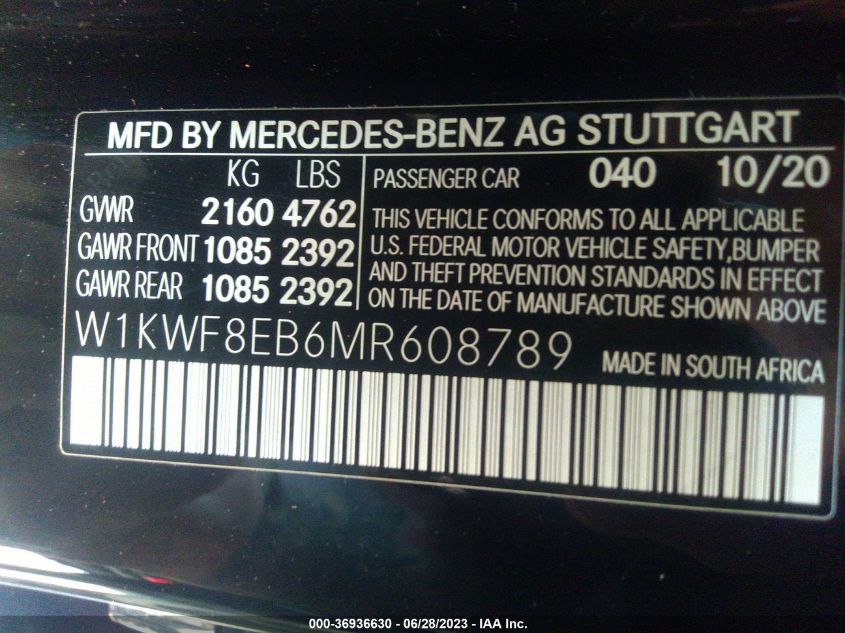 MFD BY MERCEDES-BENZ AG STUTTGART
KG LBS
GVWR 2160 4762
GAWR FRONT 1085 2392
GAWR REAR 1085 2392
PASSENGER CAR 040 10/20
THIS VEHICLE CONFORMS TO ALL APPLICABLE
U.S. FEDERAL MOTOR VEHICLE SAFETY,BUMPER
AND THEFT PREVENTION STANDARDS IN EFFECT
ON THE DATE OF MANUFACTURE SHOWN ABOVE
W1KWF8EB6MR608789
MADE IN SOUTH AFRICA
000-36936630 - 06/28/2023 - IAA Inc.